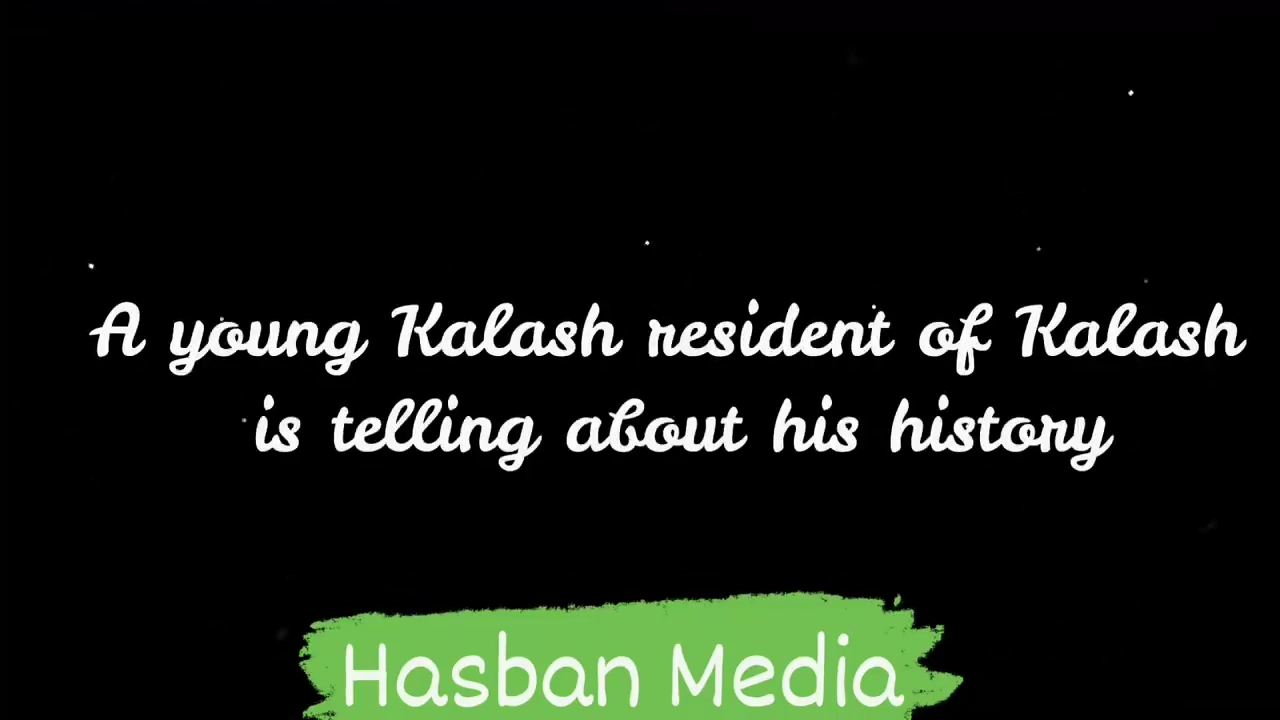 A young Kalash resident of Kalash
is telling about his history
Hasban Media